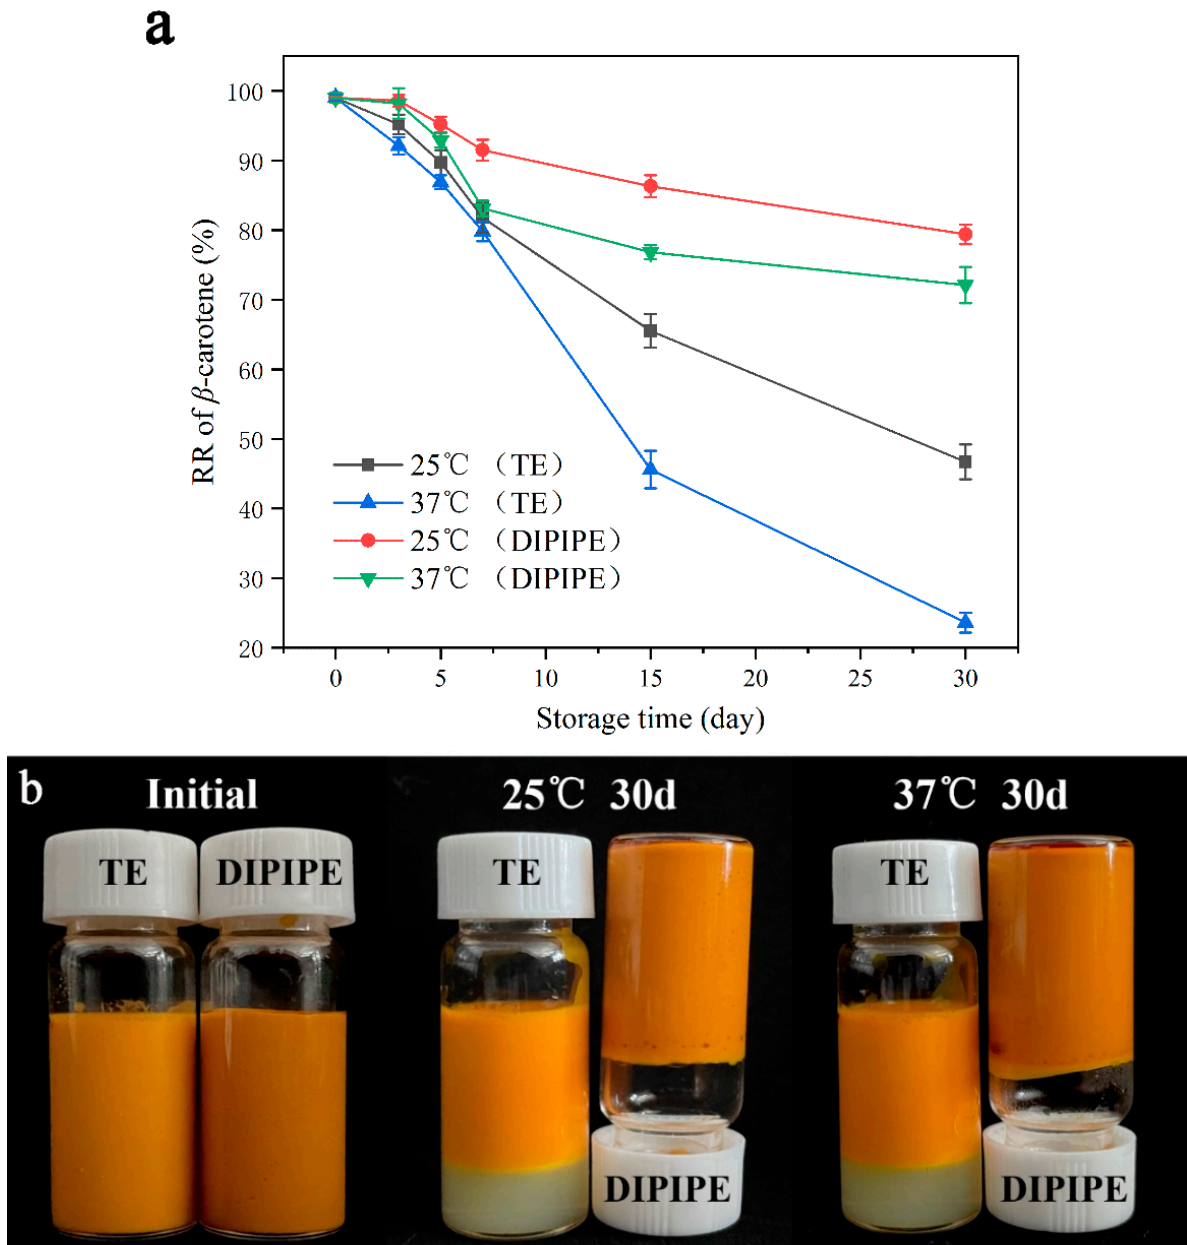 a
RR of β-carotene (%)
100
90
80
70
60
50
40
30
20
25℃ （TE）
37℃ （TE）
25℃ （DIPIPE）
37℃ （DIPIPE）
0 5 10 15 20 25 30
Storage time (day)
b Initial 25℃ 30d 37℃ 30d
TE DIPIPE TE TE
DIPIPE DIPIPE